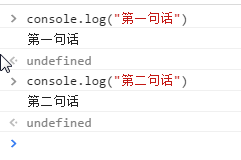 > console.log("第一句话")
第一句话
<· undefined
> console.log("第二句话")
第二句话
<· undefined
>